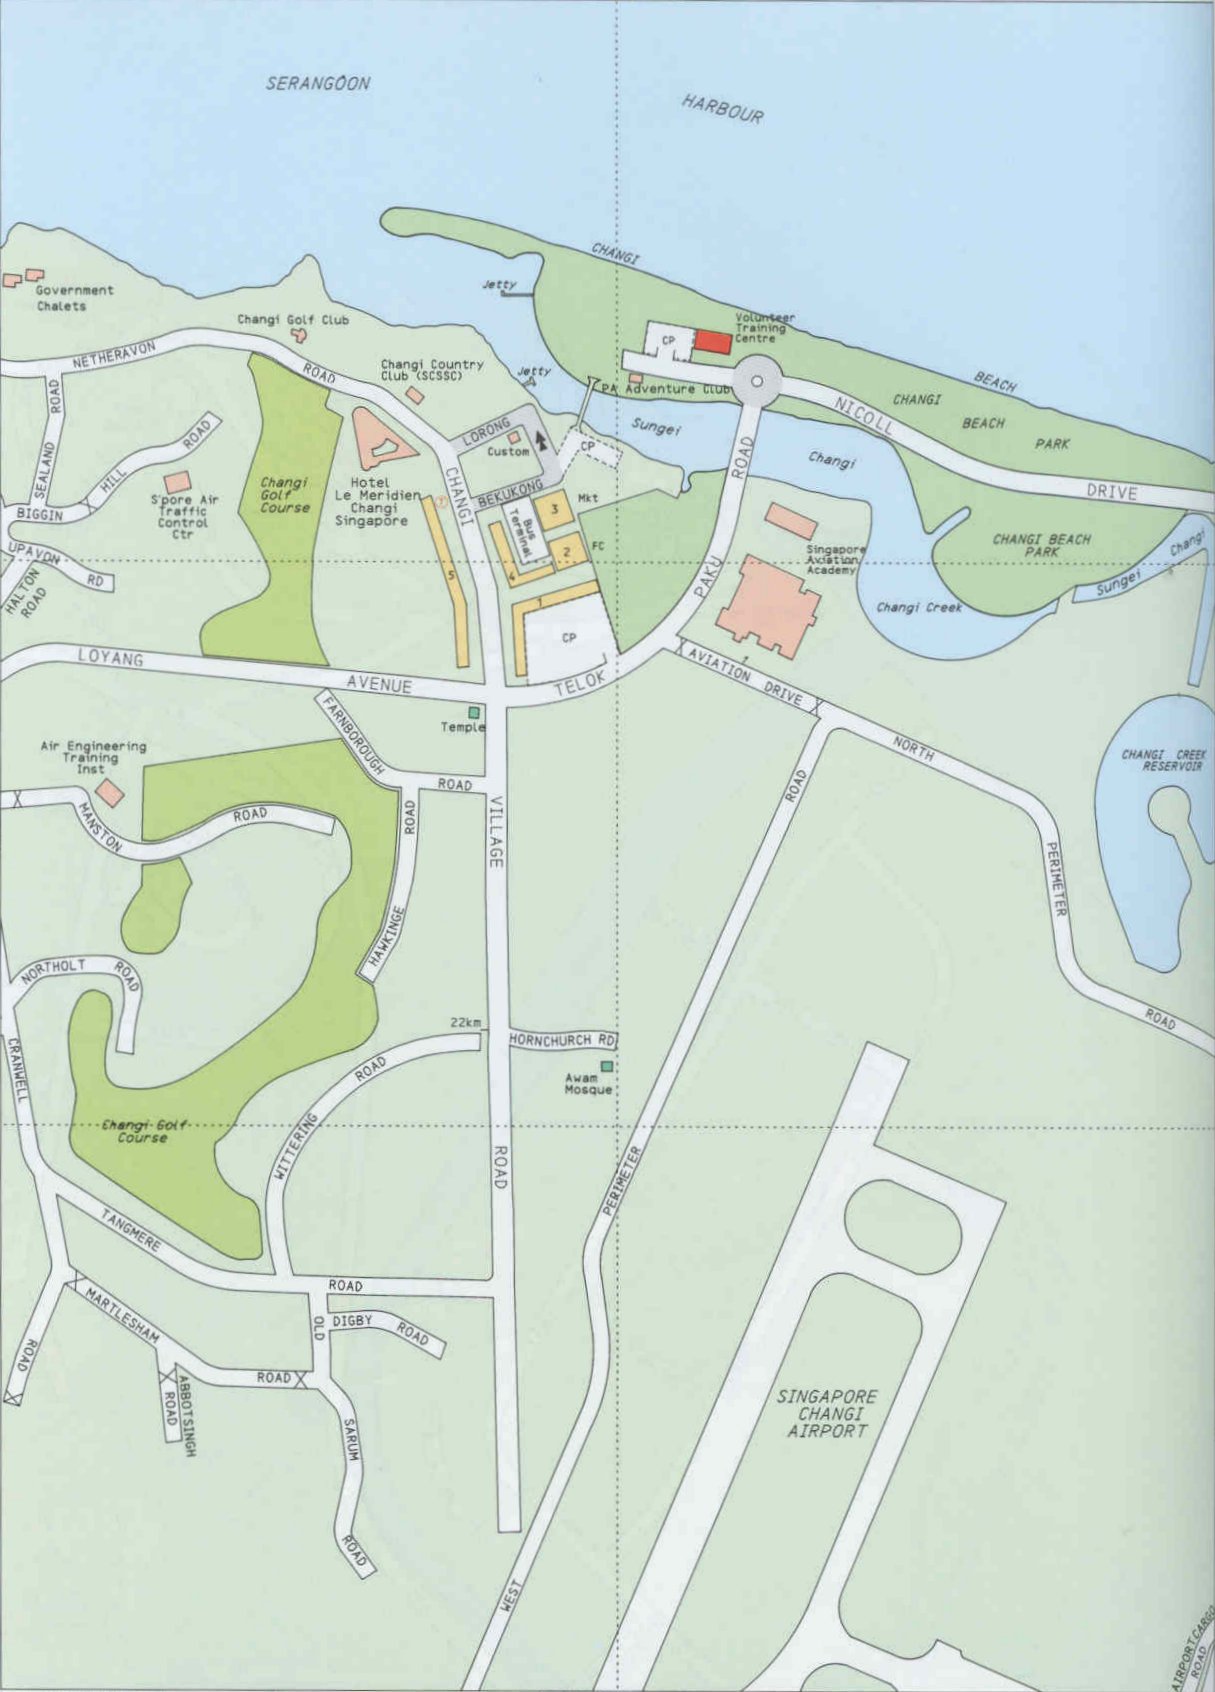 SERANGOON
HARBOUR
CHANGI
Government
Chalets
Jetty
Changi Golf Club
Volunteer
Training
Centre
CP
NETHERAVON
ROAD
Changi Country
Club (SCSSC)
Jetty
PA Adventure Club
BEACH
CHANGI
BEACH
PARK
NICOLL
DRIVE
SEALAND
ROAD
HILL
ROAD
BIGGIN
S'pore Air
Traffic
Control
Ctr
UPAVON
RD
HALTON
ROAD
Changi
Golf
Course
Hotel
Le Meridien
Changi
Singapore
LORONG
Custom
BEKUKONG
CP
Sungei
Changi
ROAD
CHANGI
7
Bus
Terminal
3
Mkt
2
FC
4
5
1
CP
PAKU
Singapore
Aviation
Academy
1
CHANGI BEACH
PARK
Changi Creek
Sungei
Changi
LOYANG
AVENUE
TELOK
AVIATION DRIVE
Temple
FARNBOROUGH
ROAD
NORTH
CHANGI CREEK
RESERVOIR
Air Engineering
Training
Inst
MANSTON
ROAD
ROAD
VILLAGE
ROAD
PERIMETER
HAWKINGE
NORTHOLT
ROAD
ROAD
22km
HORNCHURCH RD
Awam
Mosque
CRANWELL
ROAD
WITTERING
Changi Golf
Course
ROAD
PERIMETER
TANGMERE
ROAD
MARTLESHAM
ROAD
OLD
DIGBY
ROAD
ROAD
ABBOTSINGH
ROAD
SARUM
ROAD
SINGAPORE
CHANGI
AIRPORT
WEST
AIRPORT CARGO
ROAD